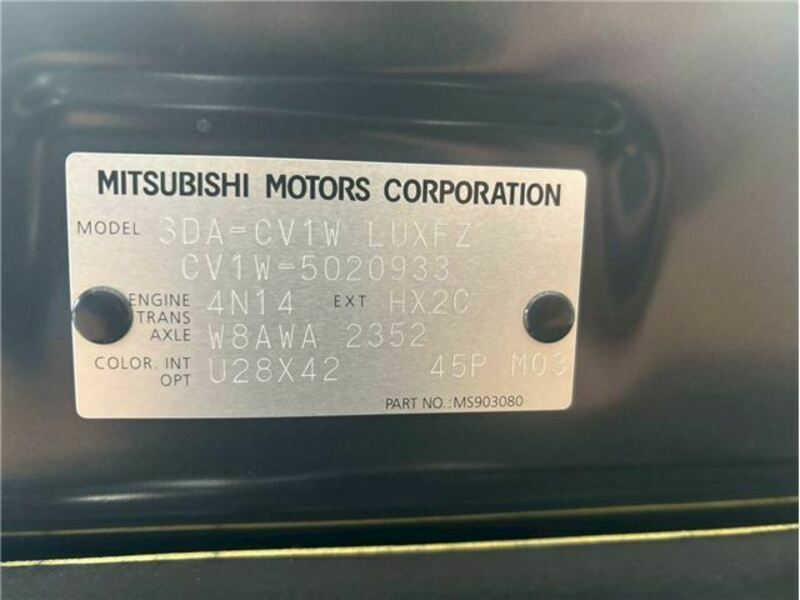 MITSUBISHI MOTORS CORPORATION
MODEL 3DA-CV1W LUXFZ
CV1W-5020933
ENGINE 4N14 EXT HX2C
TRANS AXLE W8AWA 2352
COLOR. INT OPT U28X42 45P M03
PART NO.:MS903080